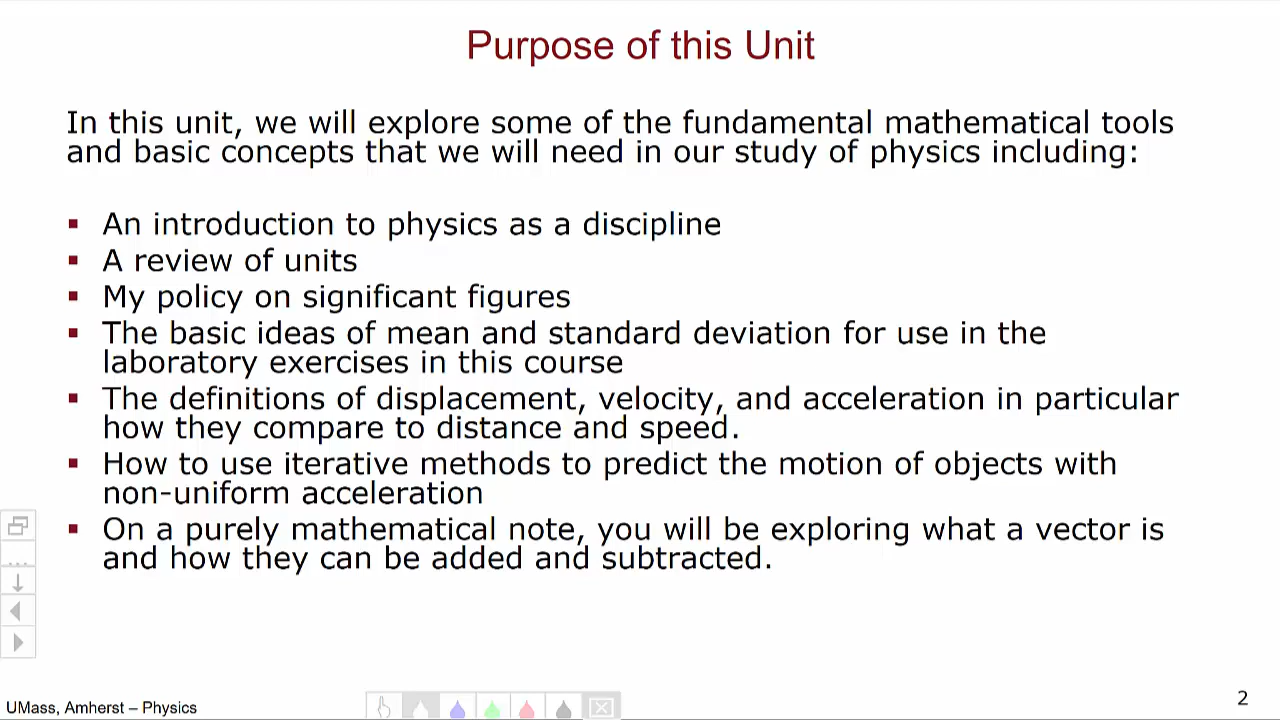 Purpose of this Unit
In this unit, we will explore some of the fundamental mathematical tools
and basic concepts that we will need in our study of physics including:
▪ An introduction to physics as a discipline
▪ A review of units
▪ My policy on significant figures
▪ The basic ideas of mean and standard deviation for use in the
laboratory exercises in this course
▪ The definitions of displacement, velocity, and acceleration in particular
how they compare to distance and speed.
▪ How to use iterative methods to predict the motion of objects with
non-uniform acceleration
▪ On a purely mathematical note, you will be exploring what a vector is
and how they can be added and subtracted.
UMass, Amherst – Physics
2